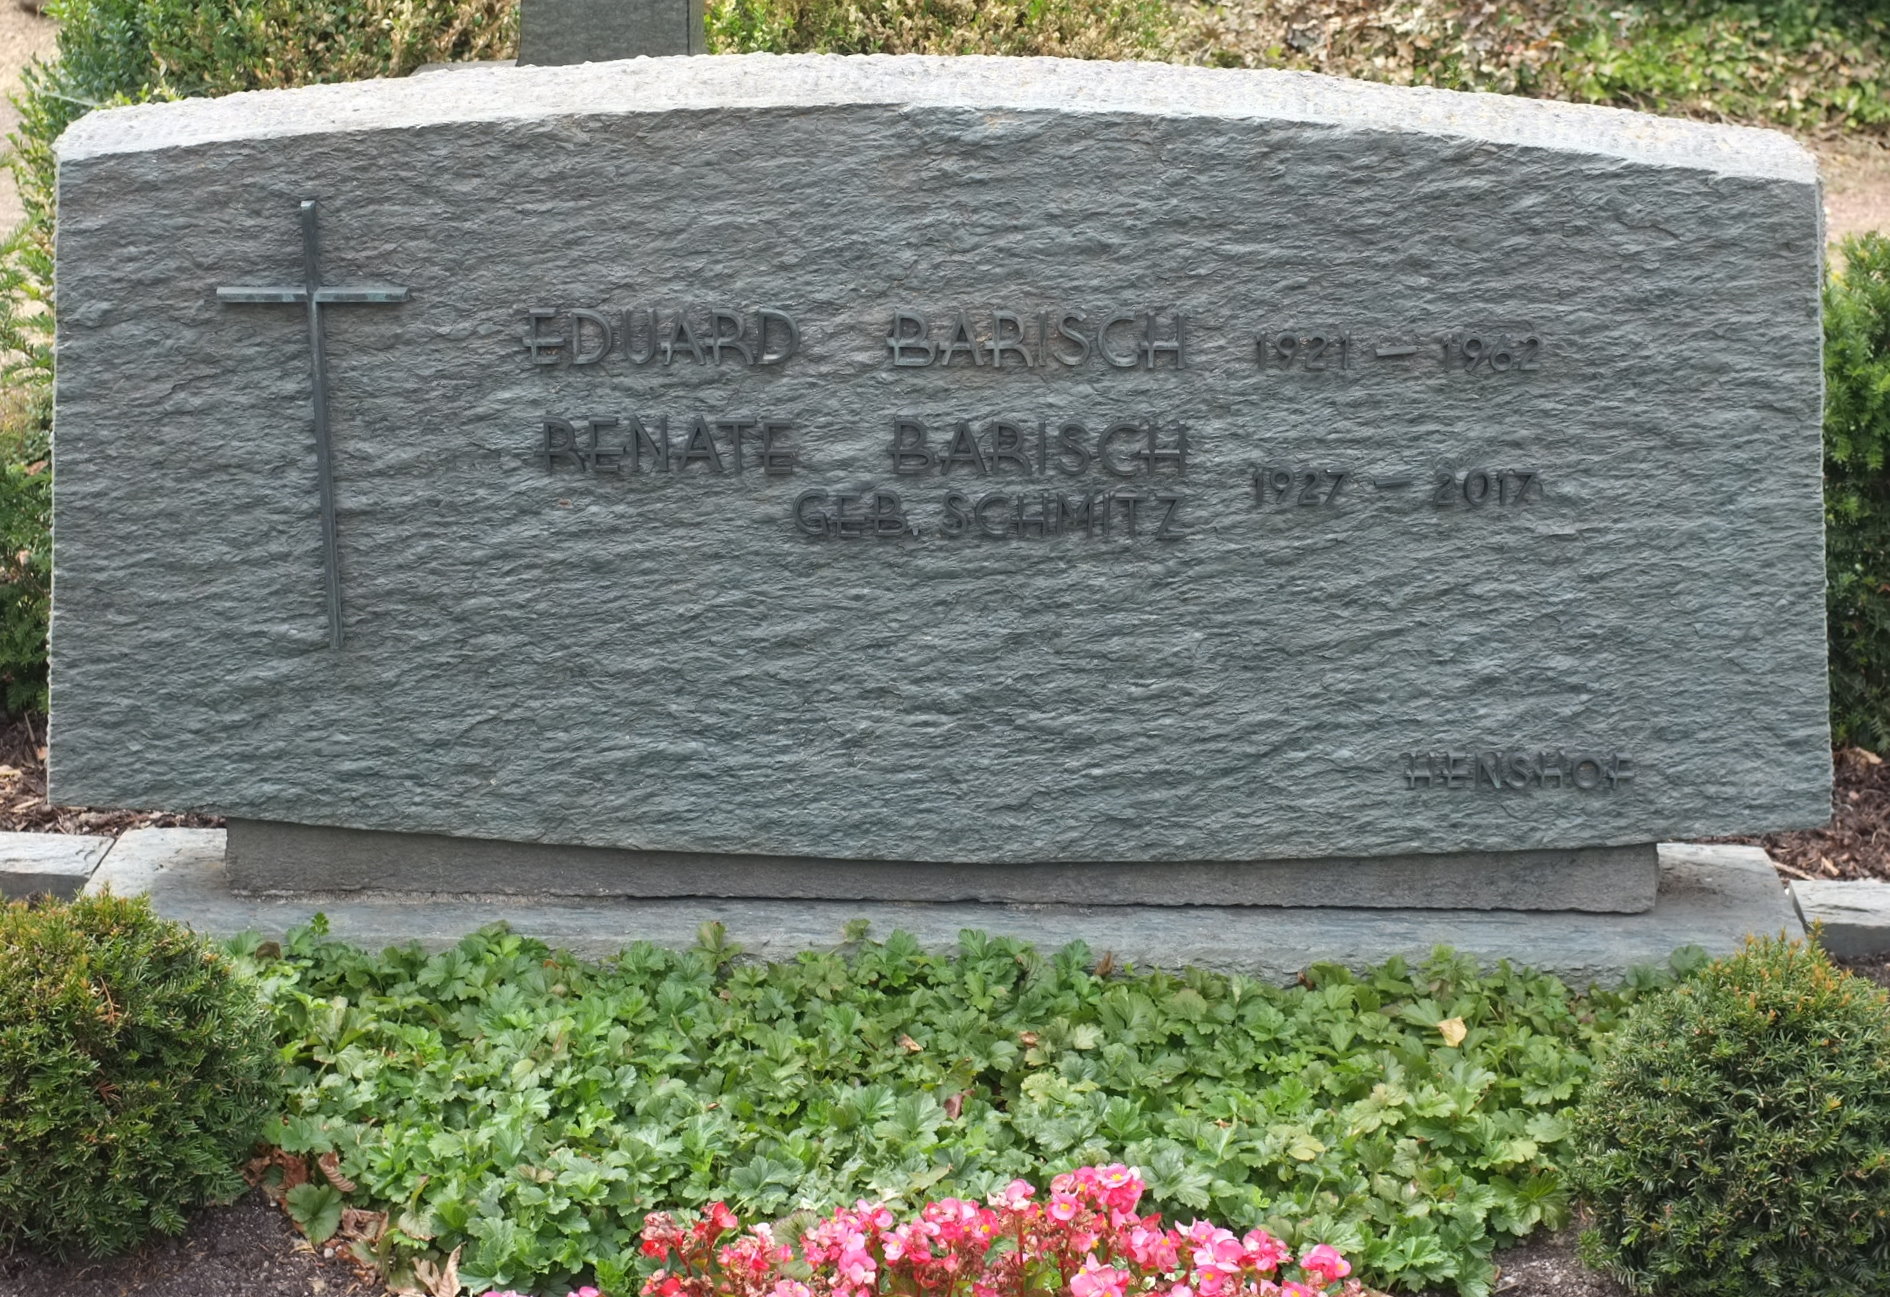 EDUARD BARISCH 1921 – 1962
RENATE BARISCH
GEB. SCHMITZ 1927 – 2017
HENSHOF